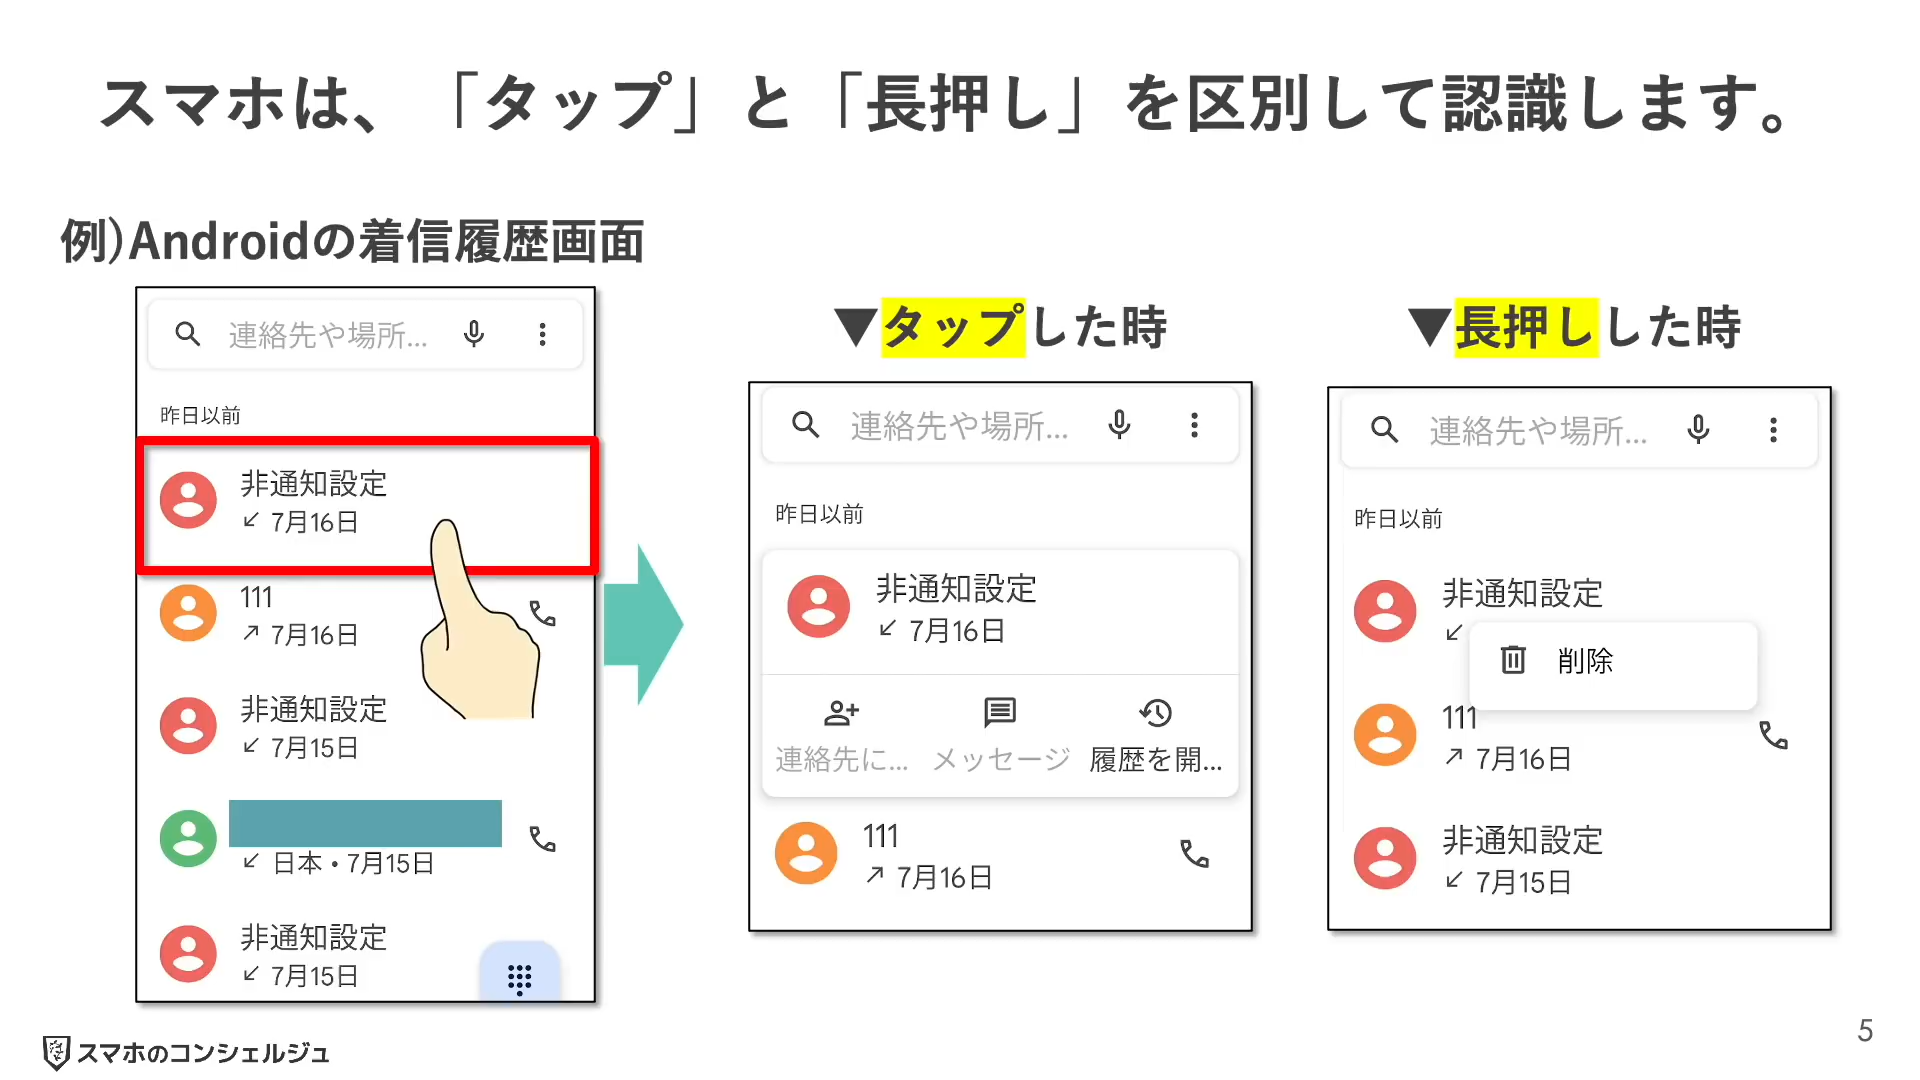 スマホは、「タップ」と「長押し」を区別して認識します。
例)Androidの着信履歴画面
連絡先や場所...
昨日以前
非通知設定
↙ 7月16日
111
↗ 7月16日
非通知設定
↙ 7月15日
↙ 日本・7月15日
非通知設定
↙ 7月15日
▼タップした時
連絡先や場所...
昨日以前
非通知設定
↙ 7月16日
連絡先に... メッセージ 履歴を開...
111
↗ 7月16日
▼長押しした時
連絡先や場所...
昨日以前
非通知設定
↙
削除
111
↗ 7月16日
非通知設定
↙ 7月15日
スマホのコンシェルジュ
5